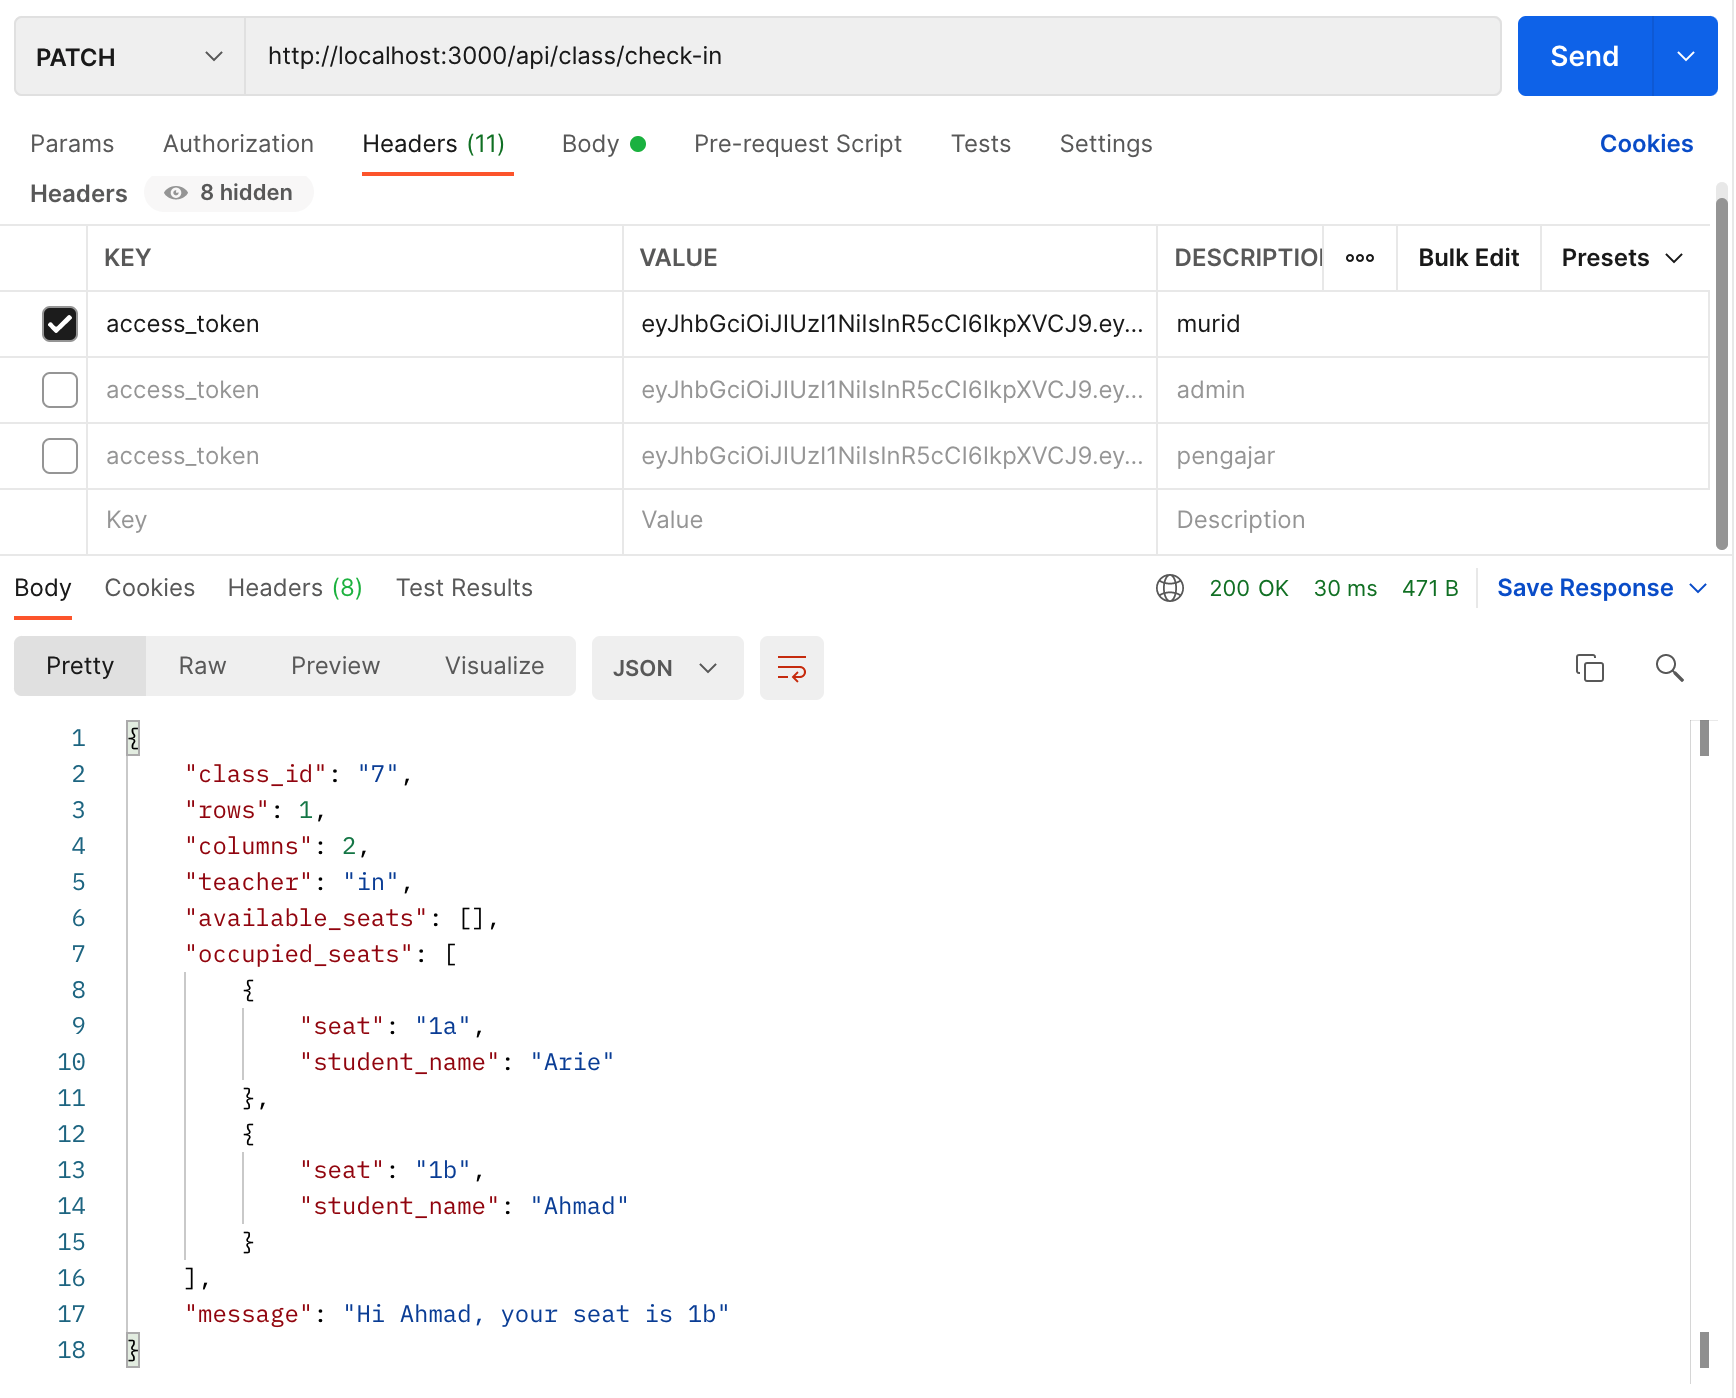 PATCH http://localhost:3000/api/class/check-in Send
Params Authorization Headers (11) Body Pre-request Script Tests Settings Cookies
Headers 8 hidden
KEY VALUE DESCRIPTION ooo Bulk Edit Presets
access_token eyJhbGciOiJIUzI1NiIsInR5cCI6IkpXVCJ9.ey... murid
access_token eyJhbGciOiJIUzI1NiIsInR5cCI6IkpXVCJ9.ey... admin
access_token eyJhbGciOiJIUzI1NiIsInR5cCI6IkpXVCJ9.ey... pengajar
Key Value Description
Body Cookies Headers (8) Test Results 200 OK 30 ms 471 B Save Response
Pretty Raw Preview Visualize JSON
1 {
2 "class_id": "7",
3 "rows": 1,
4 "columns": 2,
5 "teacher": "in",
6 "available_seats": [],
7 "occupied_seats": [
8 {
9 "seat": "1a",
10 "student_name": "Arie"
11 },
12 {
13 "seat": "1b",
14 "student_name": "Ahmad"
15 }
16 ],
17 "message": "Hi Ahmad, your seat is 1b"
18 }